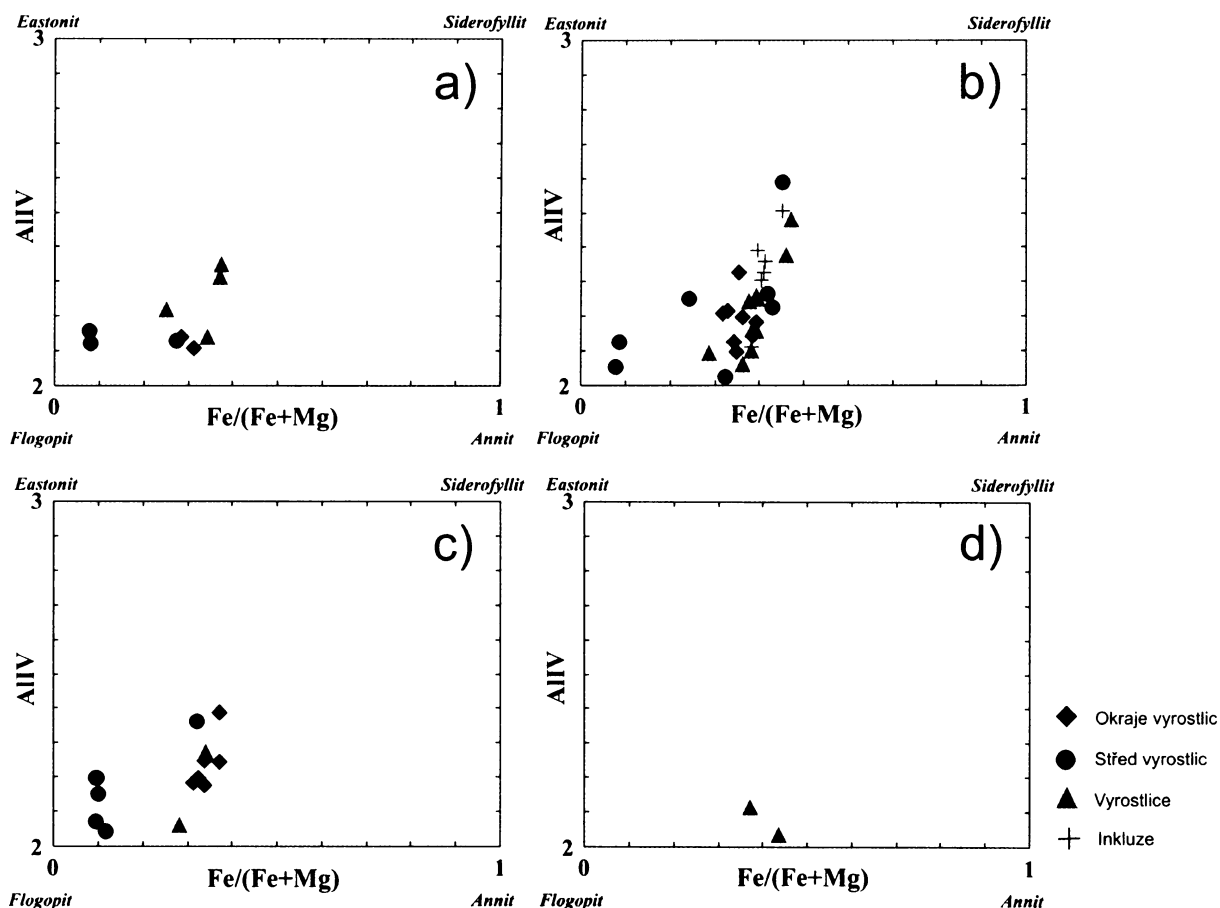 Eastonit Siderofyllit
3
a)
AlIV
2
0 Fe/(Fe+Mg) 1
Flogopit Annit
Eastonit Siderofyllit
3
b)
AlIV
2
0 Fe/(Fe+Mg) 1
Flogopit Annit
Eastonit Siderofyllit
3
c)
AlIV
2
0 Fe/(Fe+Mg) 1
Flogopit Annit
Eastonit Siderofyllit
3
d)
AlIV
2
0 Fe/(Fe+Mg) 1
Flogopit Annit
Okraje vyrostlic
Střed vyrostlic
Vyrostlice
Inkluze